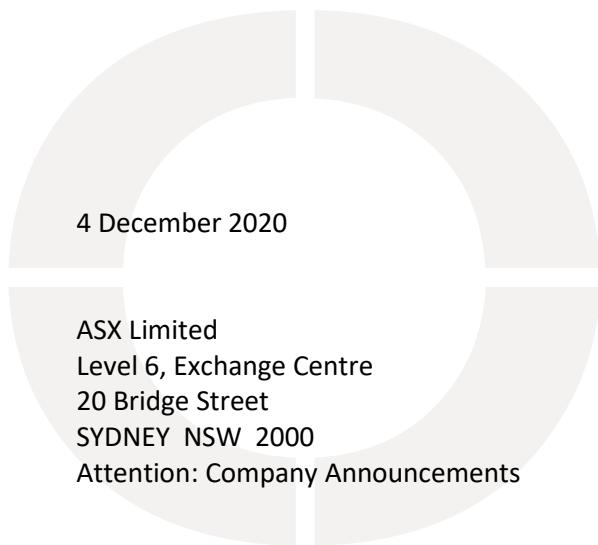 4 December 2020
ASX Limited
Level 6, Exchange Centre
20 Bridge Street
SYDNEY  NSW  2000
Attention: Company Announcements